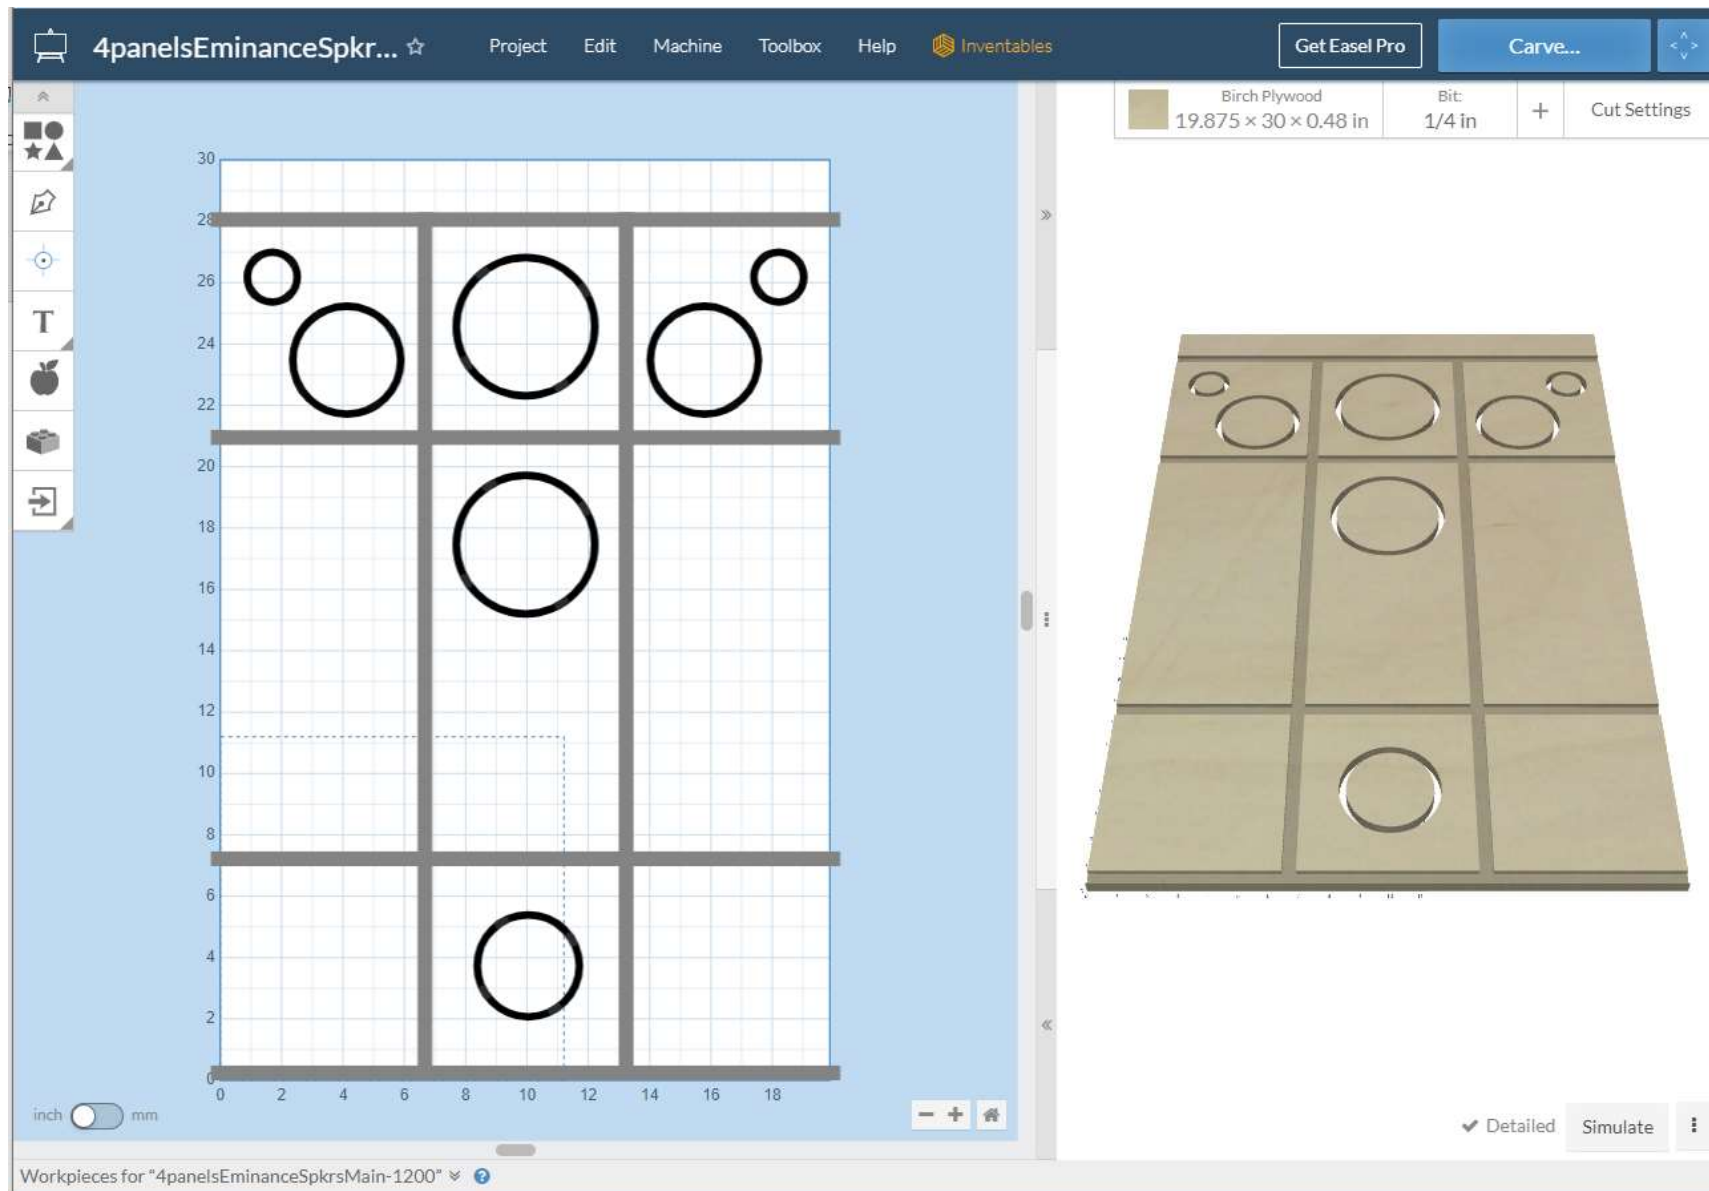 4panelsEminanceSpkr...
Project Edit Machine Toolbox Help Inventables
Get Easel Pro
Carve...
Birch Plywood
19.875 × 30 × 0.48 in
Bit:
1/4 in
+
Cut Settings
T
30
28
26
24
22
20
18
16
14
12
10
8
6
4
2
0
0 2 4 6 8 10 12 14 16 18
inch mm
Detailed
Simulate
Workpieces for "4panelsEminanceSpkrsMain-1200"
?